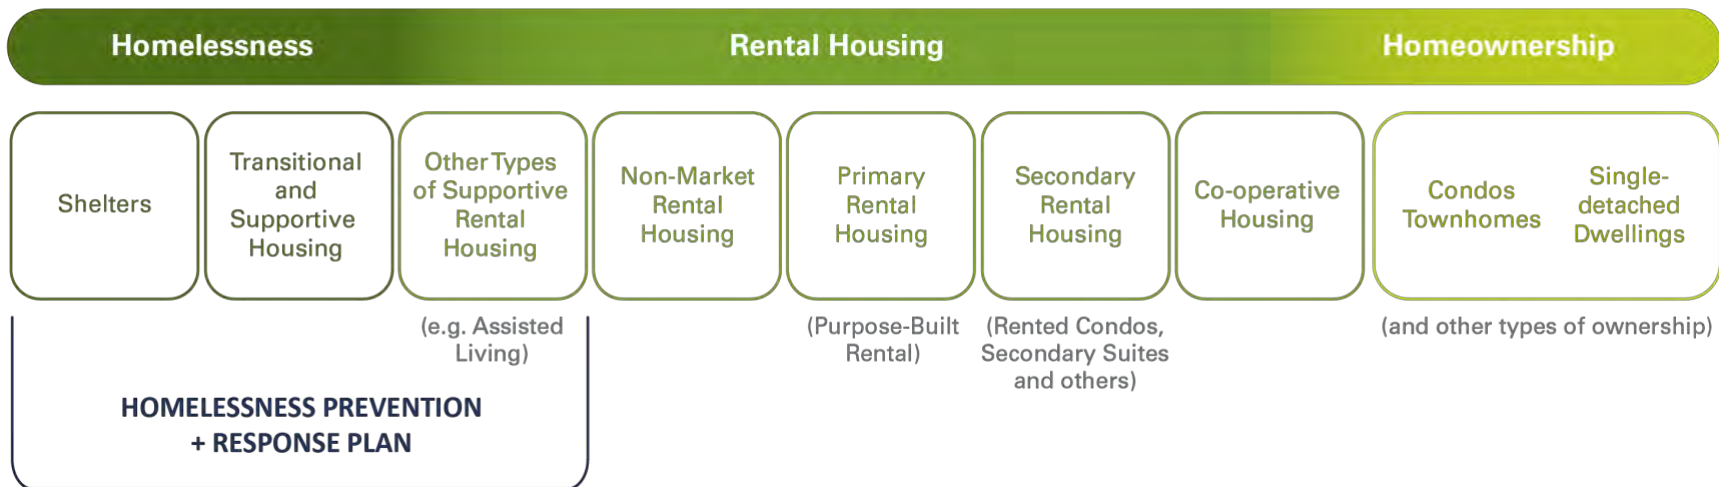 Homelessness
Rental Housing
Homeownership
Shelters
Transitional
and
Supportive
Housing
Other Types
of Supportive
Rental
Housing
Non-Market
Rental
Housing
Primary
Rental
Housing
Secondary
Rental
Housing
Co-operative
Housing
Condos
Townhomes
Single-
detached
Dwellings
(e.g. Assisted
Living)
(Purpose-Built
Rental)
(Rented Condos,
Secondary Suites
and others)
(and other types of ownership)
HOMELESSNESS PREVENTION
+ RESPONSE PLAN